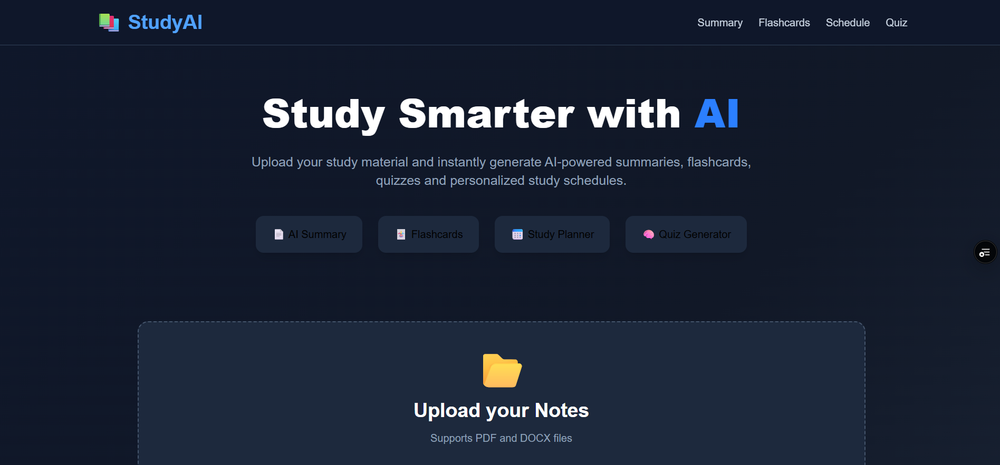 StudyAI
Summary Flashcards Schedule Quiz
Study Smarter with AI
Upload your study material and instantly generate AI-powered summaries, flashcards,
quizzes and personalized study schedules.
AI Summary Flashcards Study Planner Quiz Generator
Upload your Notes
Supports PDF and DOCX files